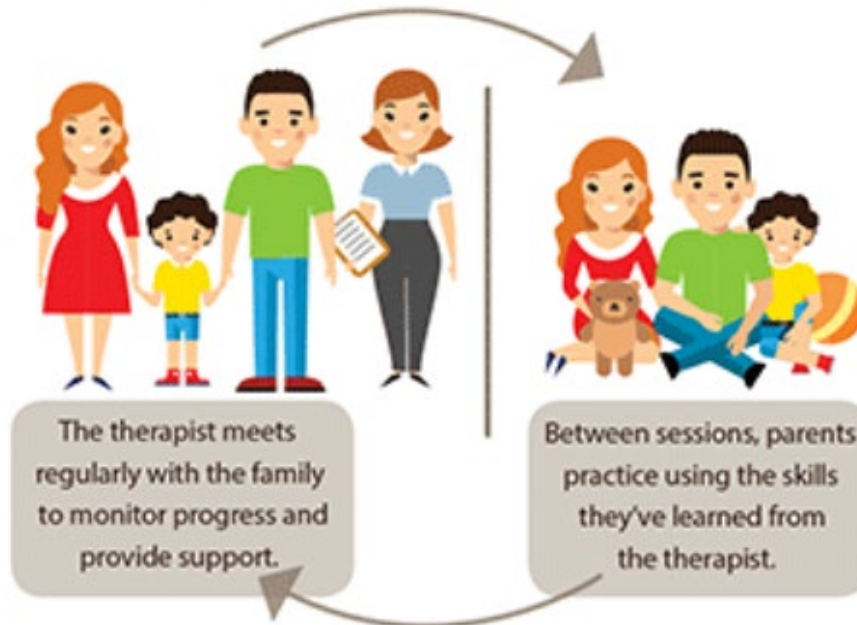 The therapist meets
regularly with the family
to monitor progress and
provide support.
Between sessions, parents
practice using the skills
they've learned from
the therapist.